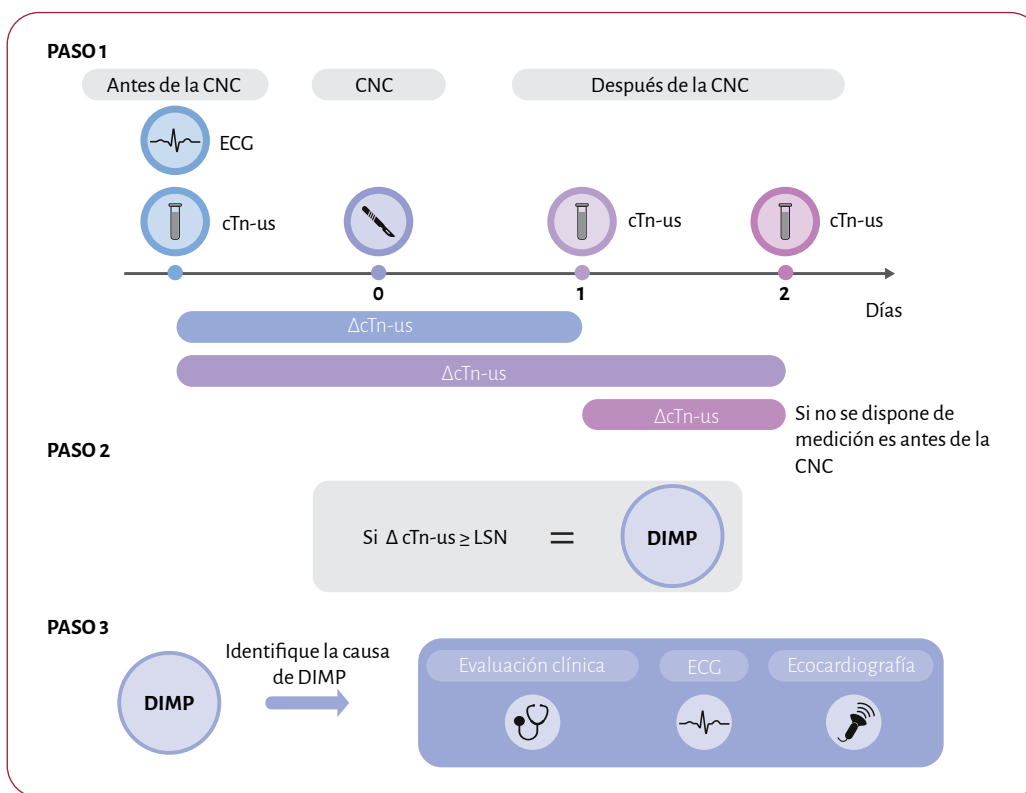 PASO 1
Antes de la CNC
CNC
Después de la CNC
ECG
cTn-us
cTn-us
cTn-us
0
1
2
Días
ΔcTn-us
ΔcTn-us
ΔcTn-us
Si no se dispone de
medición es antes de la
CNC
PASO 2
Si Δ cTn-us ≥ LSN
=
DIMP
PASO 3
Identifique la causa
de DIMP
DIMP
Evaluación clínica
ECG
Ecocardiografía